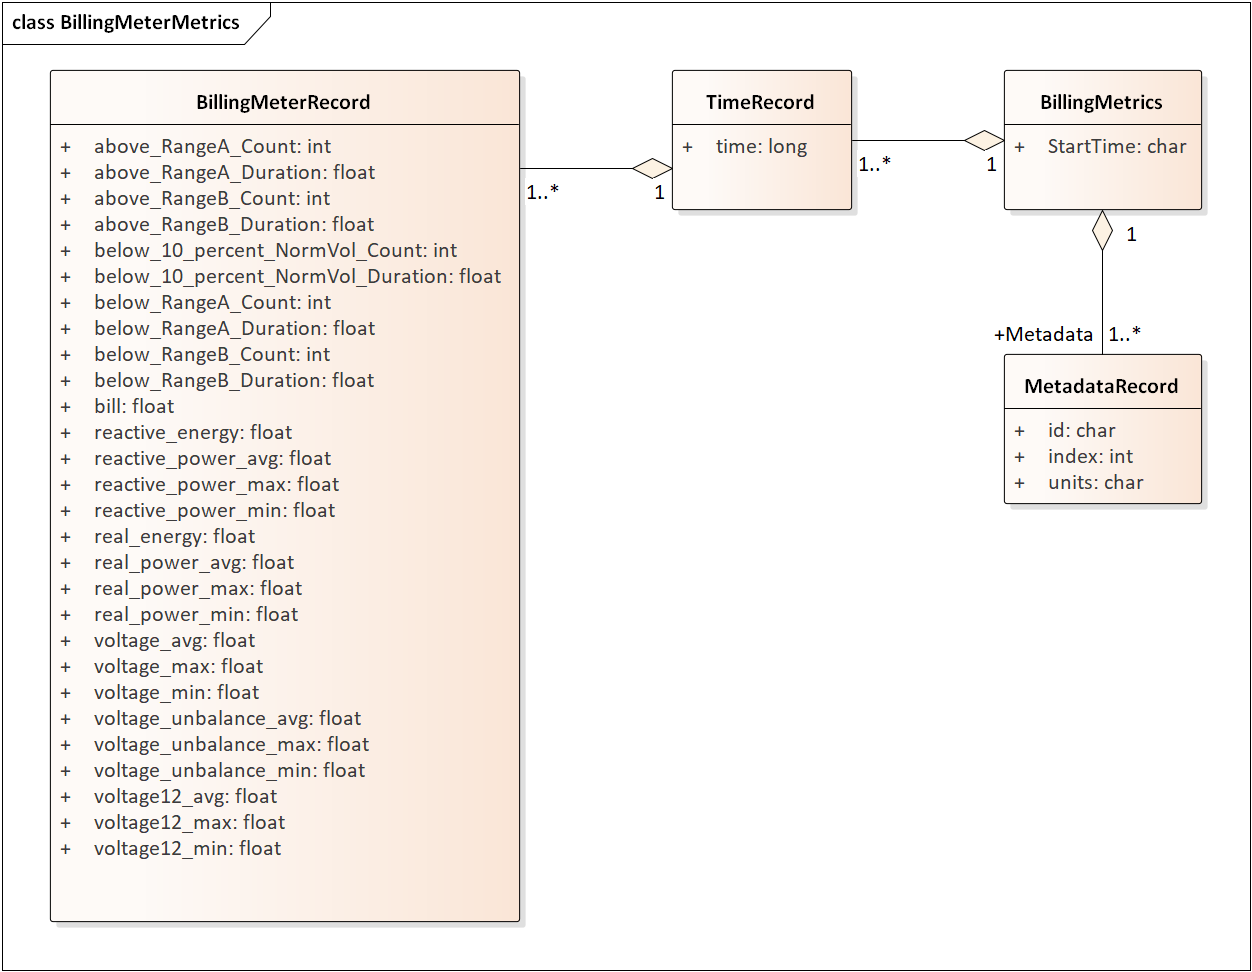 class BillingMeterMetrics
BillingMeterRecord
+ above_RangeA_Count: int
+ above_RangeA_Duration: float
+ above_RangeB_Count: int
+ above_RangeB_Duration: float
+ below_10_percent_NormVol_Count: int
+ below_10_percent_NormVol_Duration: float
+ below_RangeA_Count: int
+ below_RangeA_Duration: float
+ below_RangeB_Count: int
+ below_RangeB_Duration: float
+ bill: float
+ reactive_energy: float
+ reactive_power_avg: float
+ reactive_power_max: float
+ reactive_power_min: float
+ real_energy: float
+ real_power_avg: float
+ real_power_max: float
+ real_power_min: float
+ voltage_avg: float
+ voltage_max: float
+ voltage_min: float
+ voltage_unbalance_avg: float
+ voltage_unbalance_max: float
+ voltage_unbalance_min: float
+ voltage12_avg: float
+ voltage12_max: float
+ voltage12_min: float
1..*
1
TimeRecord
+ time: long
1..*
1
BillingMetrics
+ StartTime: char
1
+Metadata
1..*
MetadataRecord
+ id: char
+ index: int
+ units: char